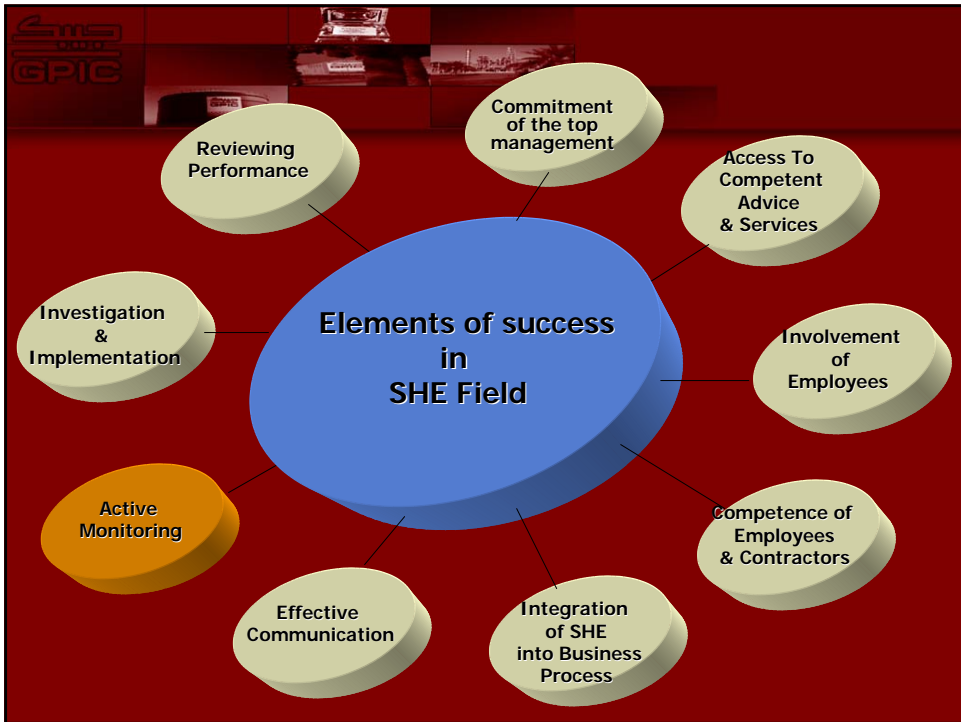 جيبك
GPIC
Commitment
of the top
management
Reviewing
Performance
Access To
Competent
Advice
& Services
Investigation
&
Implementation
Elements of success
in
SHE Field
Involvement
of
Employees
Active
Monitoring
Competence of
Employees
& Contractors
Effective
Communication
Integration
of SHE
into Business
Process